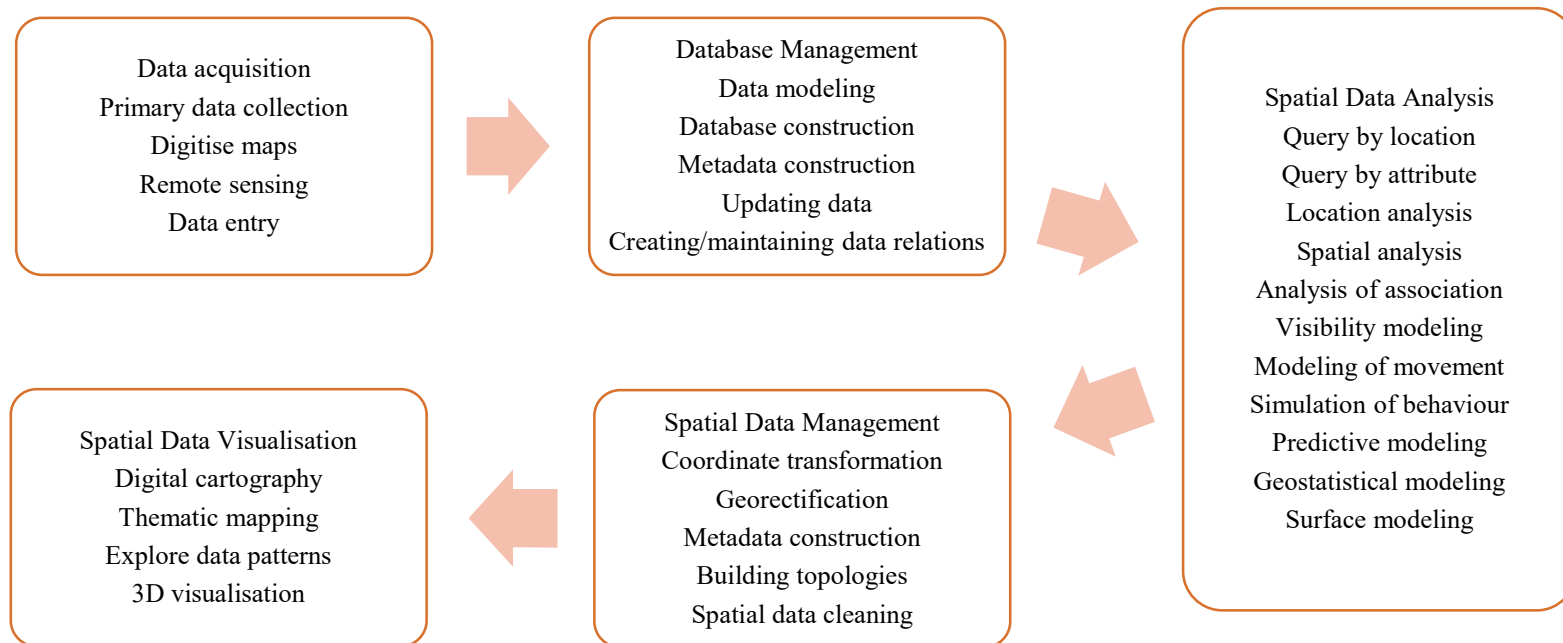 Data acquisition
Primary data collection
Digitise maps
Remote sensing
Data entry
Database Management
Data modeling
Database construction
Metadata construction
Updating data
Creating/maintaining data relations
Spatial Data Analysis
Query by location
Query by attribute
Location analysis
Spatial analysis
Analysis of association
Visibility modeling
Modeling of movement
Simulation of behaviour
Predictive modeling
Geostatistical modeling
Surface modeling
Spatial Data Management
Coordinate transformation
Georectification
Metadata construction
Building topologies
Spatial data cleaning
Spatial Data Visualisation
Digital cartography
Thematic mapping
Explore data patterns
3D visualisation